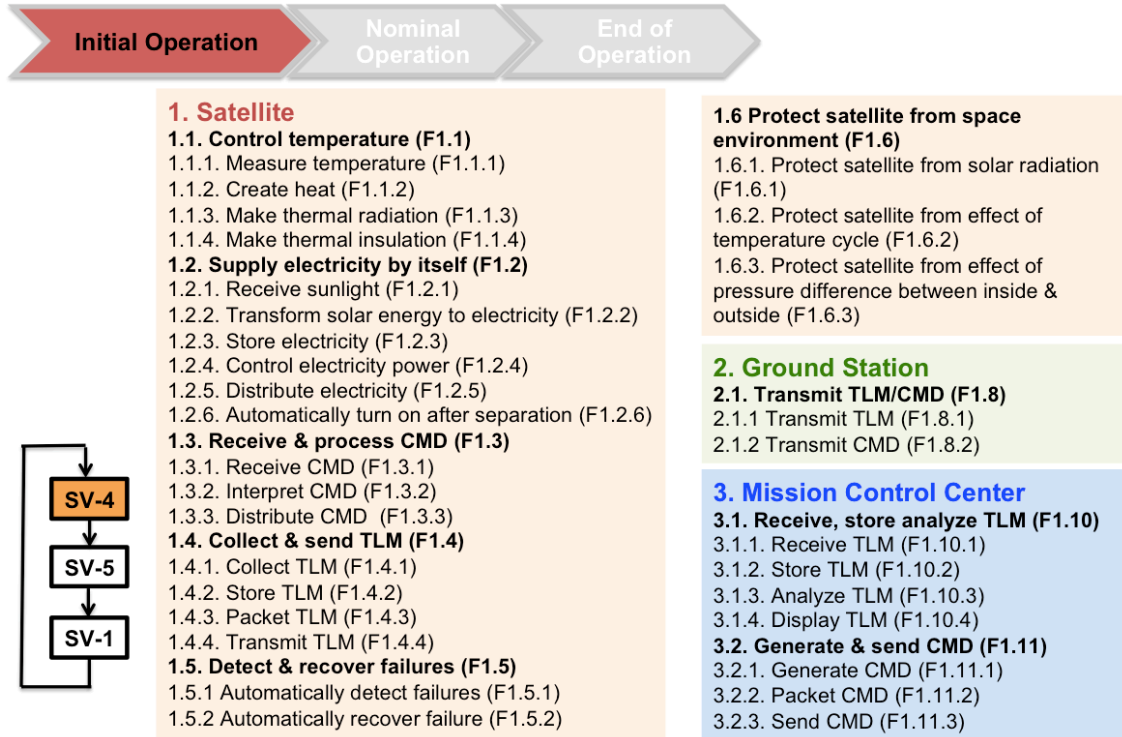 Initial Operation
Nominal
Operation
End of
Operation
1. Satellite
1.1. Control temperature (F1.1)
1.1.1. Measure temperature (F1.1.1)
1.1.2. Create heat (F1.1.2)
1.1.3. Make thermal radiation (F1.1.3)
1.1.4. Make thermal insulation (F1.1.4)
1.2. Supply electricity by itself (F1.2)
1.2.1. Receive sunlight (F1.2.1)
1.2.2. Transform solar energy to electricity (F1.2.2)
1.2.3. Store electricity (F1.2.3)
1.2.4. Control electricity power (F1.2.4)
1.2.5. Distribute electricity (F1.2.5)
1.2.6. Automatically turn on after separation (F1.2.6)
1.3. Receive & process CMD (F1.3)
1.3.1. Receive CMD (F1.3.1)
1.3.2. Interpret CMD (F1.3.2)
1.3.3. Distribute CMD (F1.3.3)
1.4. Collect & send TLM (F1.4)
1.4.1. Collect TLM (F1.4.1)
1.4.2. Store TLM (F1.4.2)
1.4.3. Packet TLM (F1.4.3)
1.4.4. Transmit TLM (F1.4.4)
1.5. Detect & recover failures (F1.5)
1.5.1 Automatically detect failures (F1.5.1)
1.5.2 Automatically recover failure (F1.5.2)
1.6 Protect satellite from space
environment (F1.6)
1.6.1. Protect satellite from solar radiation
(F1.6.1)
1.6.2. Protect satellite from effect of
temperature cycle (F1.6.2)
1.6.3. Protect satellite from effect of
pressure difference between inside &
outside (F1.6.3)
2. Ground Station
2.1. Transmit TLM/CMD (F1.8)
2.1.1 Transmit TLM (F1.8.1)
2.1.2 Transmit CMD (F1.8.2)
3. Mission Control Center
3.1. Receive, store analyze TLM (F1.10)
3.1.1. Receive TLM (F1.10.1)
3.1.2. Store TLM (F1.10.2)
3.1.3. Analyze TLM (F1.10.3)
3.1.4. Display TLM (F1.10.4)
3.2. Generate & send CMD (F1.11)
3.2.1. Generate CMD (F1.11.1)
3.2.2. Packet CMD (F1.11.2)
3.2.3. Send CMD (F1.11.3)
SV-4
SV-5
SV-1